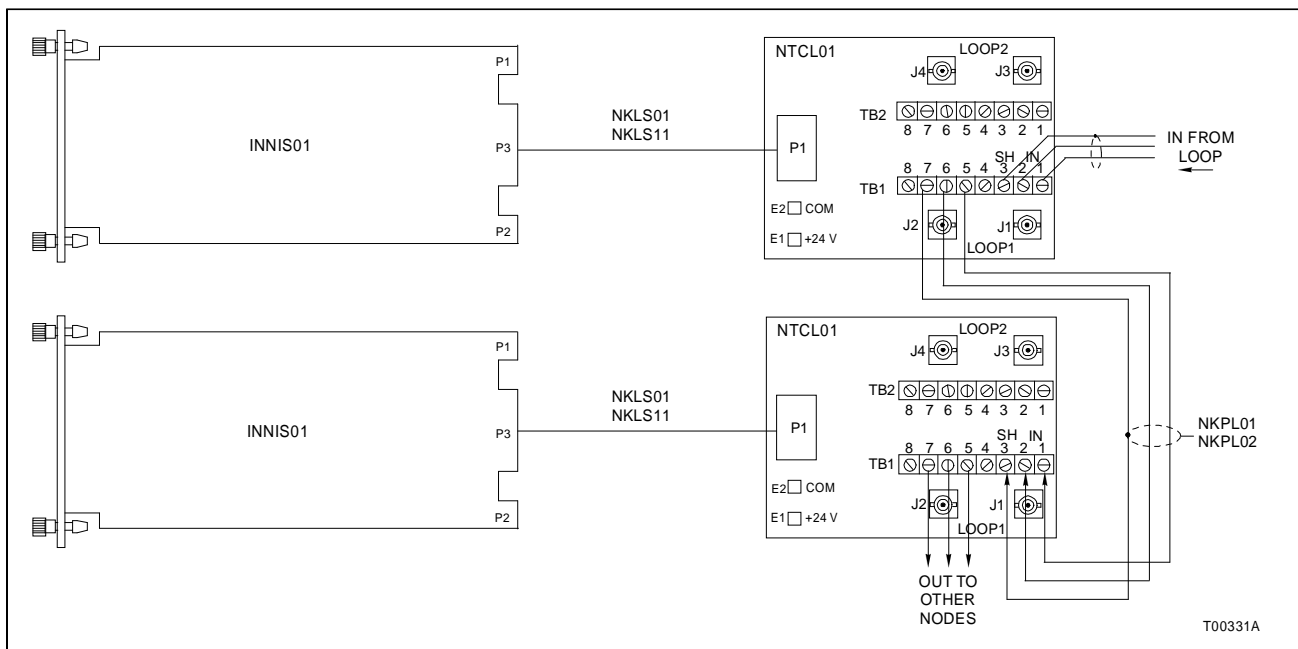 NTCL01
LOOP2
J4
J3
P1
NKLS01
NKLS11
TB2
8 7 6 5 4 3 2 1
INNIS01
P3
P1
SH IN
IN FROM
LOOP
8 7 6 5 4 3 2 1
TB1
E2 COM
J2
J1
E1 +24 V
LOOP1
P2
NTCL01
LOOP2
J4
J3
P1
NKLS01
NKLS11
TB2
8 7 6 5 4 3 2 1
INNIS01
P3
P1
SH IN
NKPL01
NKPL02
8 7 6 5 4 3 2 1
TB1
E2 COM
J2
J1
E1 +24 V
LOOP1
P2
OUT TO
OTHER
NODES
T00331A